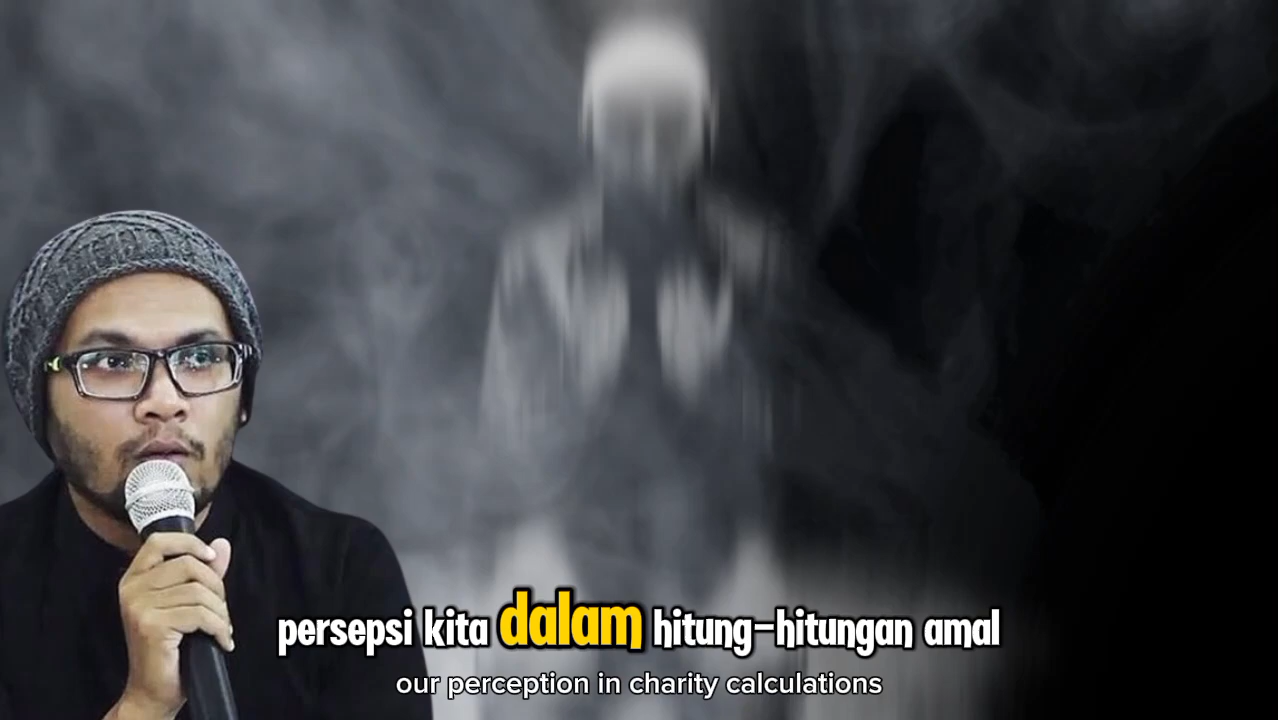 persepsi kita dalam hitung-hitungan amal
our perception in charity calculations